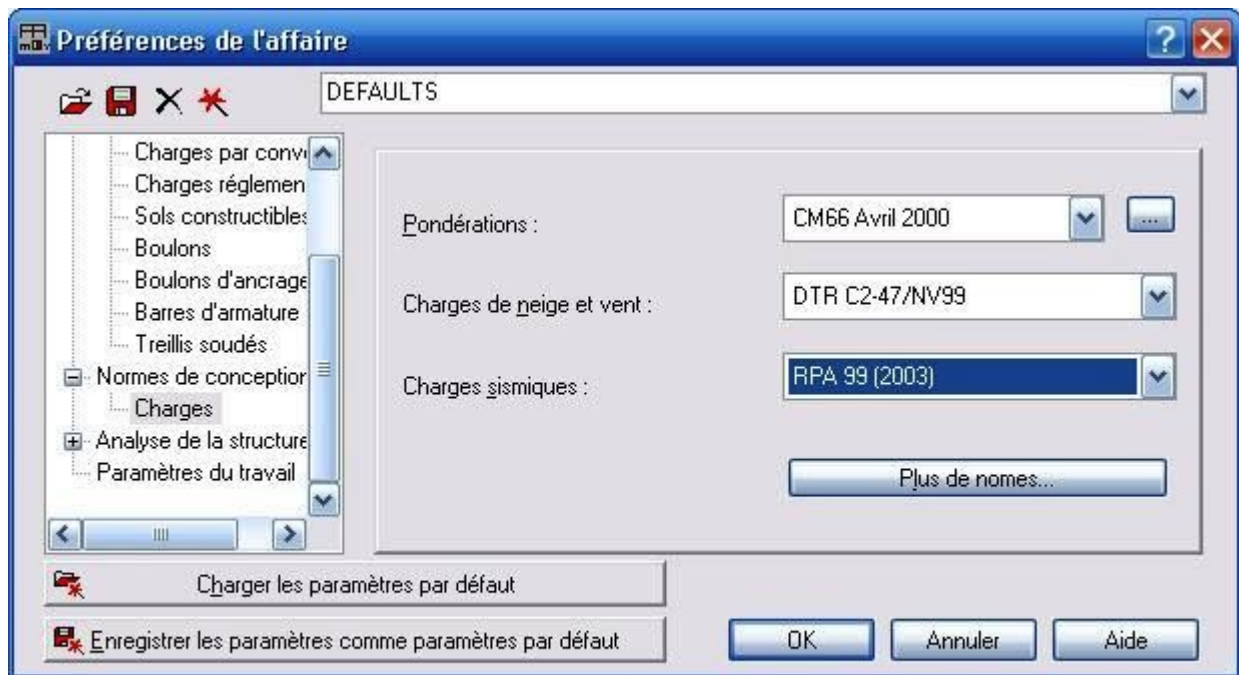 Préférences de l'affaire
DEFAULTS
Charges par conv
Charges réglemen
Sols constructibles
Boulons
Boulons d'ancrage
Barres d'armature
Treillis soudés
Normes de conception
Charges
Analyse de la structure
Paramètres du travail
Pondérations :
CM66 Avril 2000
...
Charges de neige et vent :
DTR C2-47/NV99
Charges sismiques :
RPA 99 (2003)
Plus de nomes...
Charger les paramètres par défaut
Enregistrer les paramètres comme paramètres par défaut
OK
Annuler
Aide